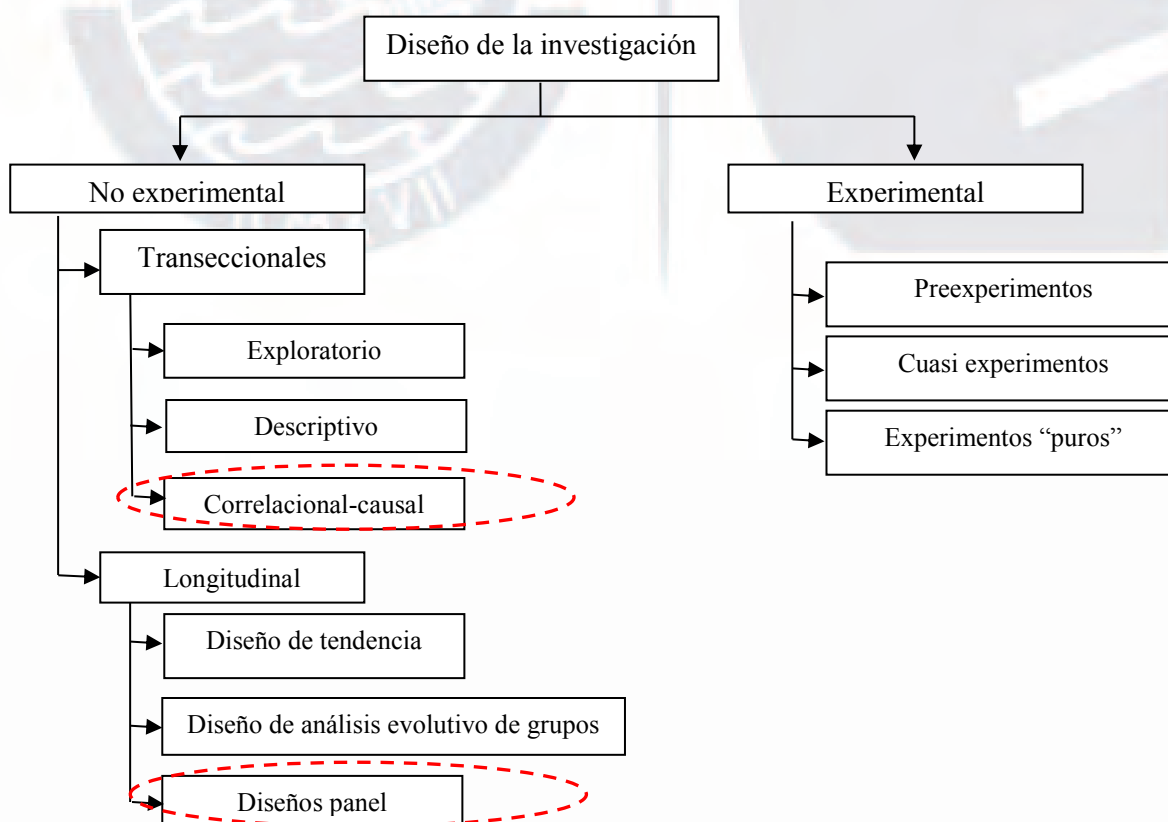 Diseño de la investigación
No experimental
Experimental
Transeccionales
Exploratorio
Descriptivo
Correlacional-causal
Longitudinal
Diseño de tendencia
Diseño de análisis evolutivo de grupos
Diseños panel
Preexperimentos
Cuasi experimentos
Experimentos “puros”